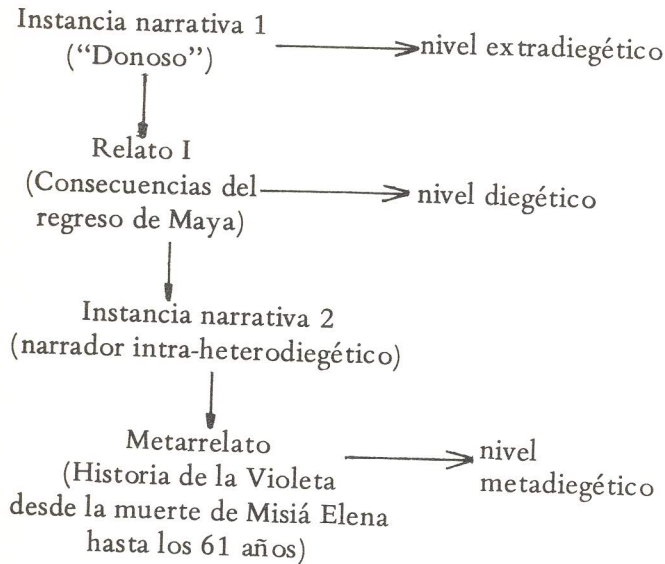 Instancia narrativa 1
(“Donoso”)
nivel extradiegético
Relato I
(Consecuencias del
regreso de Maya)
nivel diegético
Instancia narrativa 2
(narrador intra-heterodiegético)
Metarrelato
(Historia de la Violeta
desde la muerte de Misiá Elena
hasta los 61 años)
nivel
metadiegético